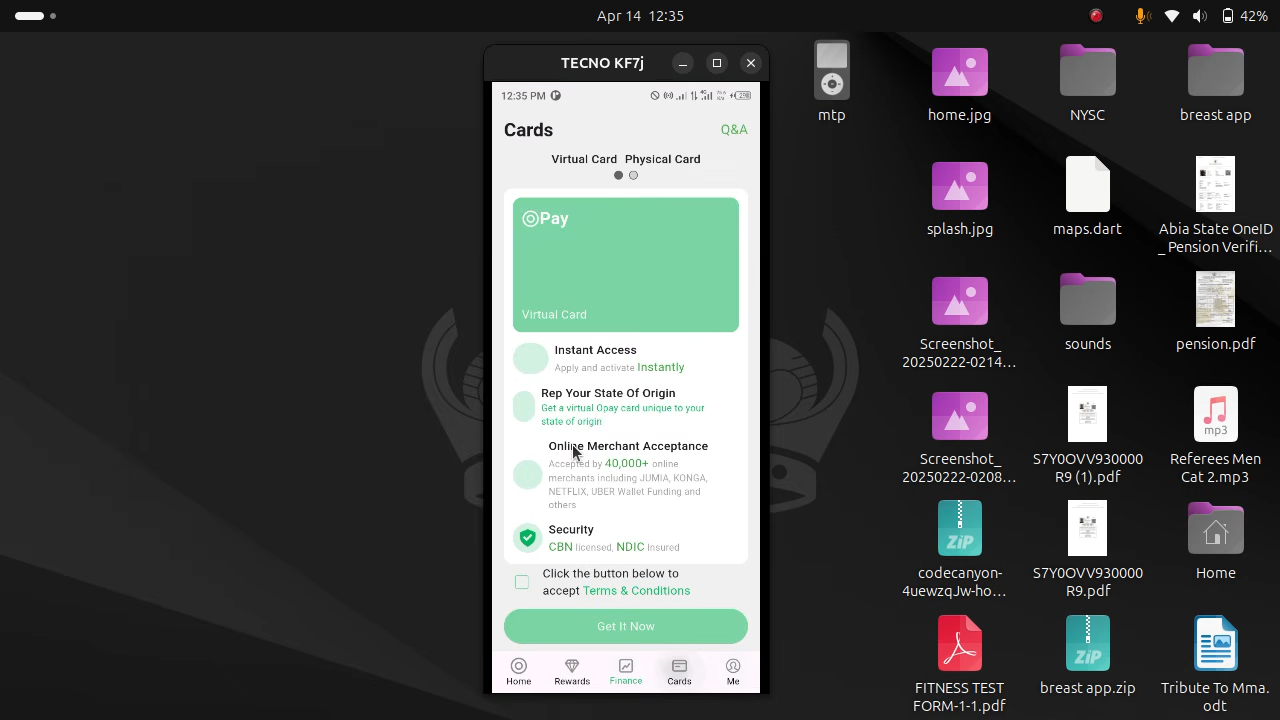 Apr 14 12:35
42%
TECNO KF7j
12:35 PM
Cards
Q&A
Virtual Card Physical Card
Pay
Virtual Card
Instant Access
Apply and activate Instantly
Rep Your State Of Origin
Get a virtual Opay card unique to your
state of origin
Online Merchant Acceptance
Accepted by 40,000+ online
merchants including JUMIA, KONGA,
NETFLIX, UBER Wallet Funding and
others
Security
CBN licensed, NDIC insured
Click the button below to
accept Terms & Conditions
Get It Now
Home
Rewards
Finance
Cards
Me
mtp
home.jpg
NYSC
breast app
splash.jpg
maps.dart
Abia State OneID
_ Pension Verifi...
Screenshot_
20250222-0214...
sounds
pension.pdf
Screenshot_
20250222-0208...
S7Y0OVV930000
R9 (1).pdf
mp3
Referees Men
Cat 2.mp3
ZIP
codecanyon-
4uewzqJw-ho...
S7Y0OVV930000
R9.pdf
Home
FITNESS TEST
FORM-1-1.pdf
ZIP
breast app.zip
Tribute To Mma.
odt